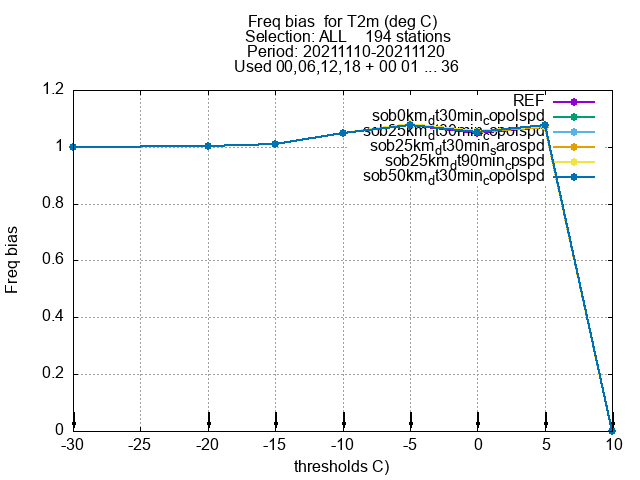 Freq bias for T2m (deg C)
Selection: ALL 194 stations
Period: 20211110-20211120
Used 00,06,12,18 + 00 01 ... 36
1.2
REF
sob0km_dt30min_copolspd
sob25km_dt30min_copolspd
1
sob25km_dt30min_sarospd
sob25km_dt90min_cpspd
sob50km_dt30min_copolspd
0.8
Freq bias
0.6
0.4
0.2
0
-30 -25 -20 -15 -10 -5 0 5 10
thresholds C)